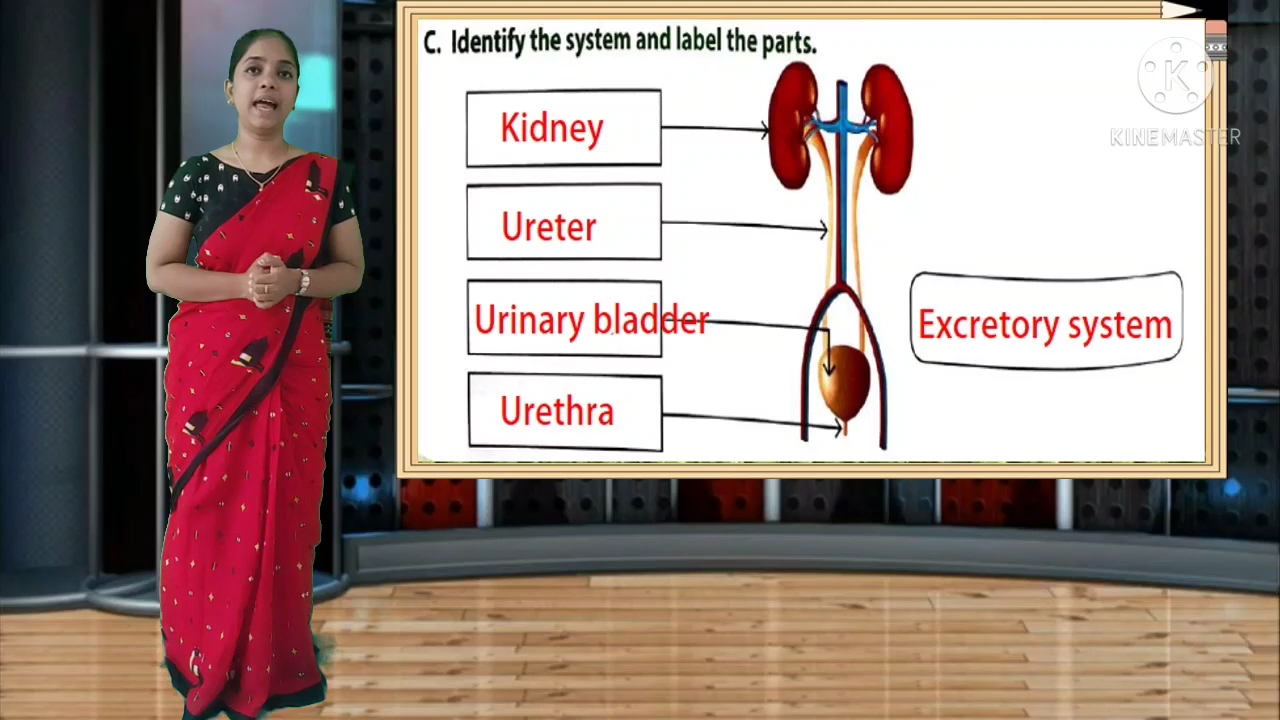 C. Identify the system and label the parts.
Kidney
Ureter
Urinary bladder
Urethra
Excretory system
K
KINEMASTER